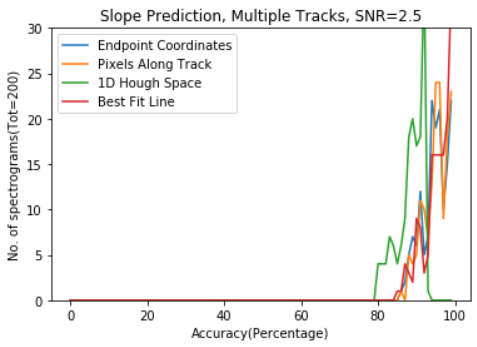 Slope Prediction, Multiple Tracks, SNR=2.5
Endpoint Coordinates
Pixels Along Track
1D Hough Space
Best Fit Line
No. of spectrograms(Tot=200)
30
25
20
15
10
5
0
0 20 40 60 80 100
Accuracy(Percentage)